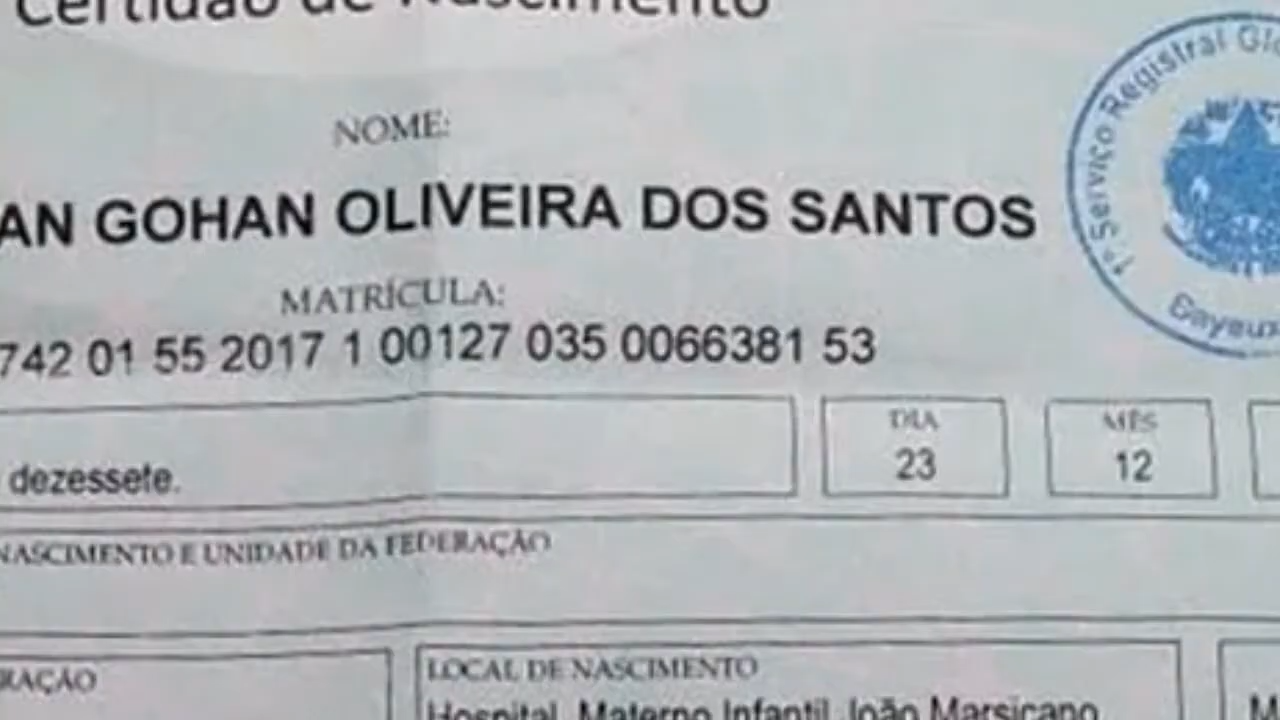 Certidão de Nascimento
NOME:
AN GOHAN OLIVEIRA DOS SANTOS
MATRÍCULA:
742 01 55 2017 1 00127 035 0066381 53
1º Serviço Registral
Bayeux
DIA
MÊS
dezessete.
23
12
NASCIMENTO E UNIDADE DA FEDERAÇÃO
RAÇÃO
LOCAL DE NASCIMENTO
Hospital Materno Infantil João Marsicano